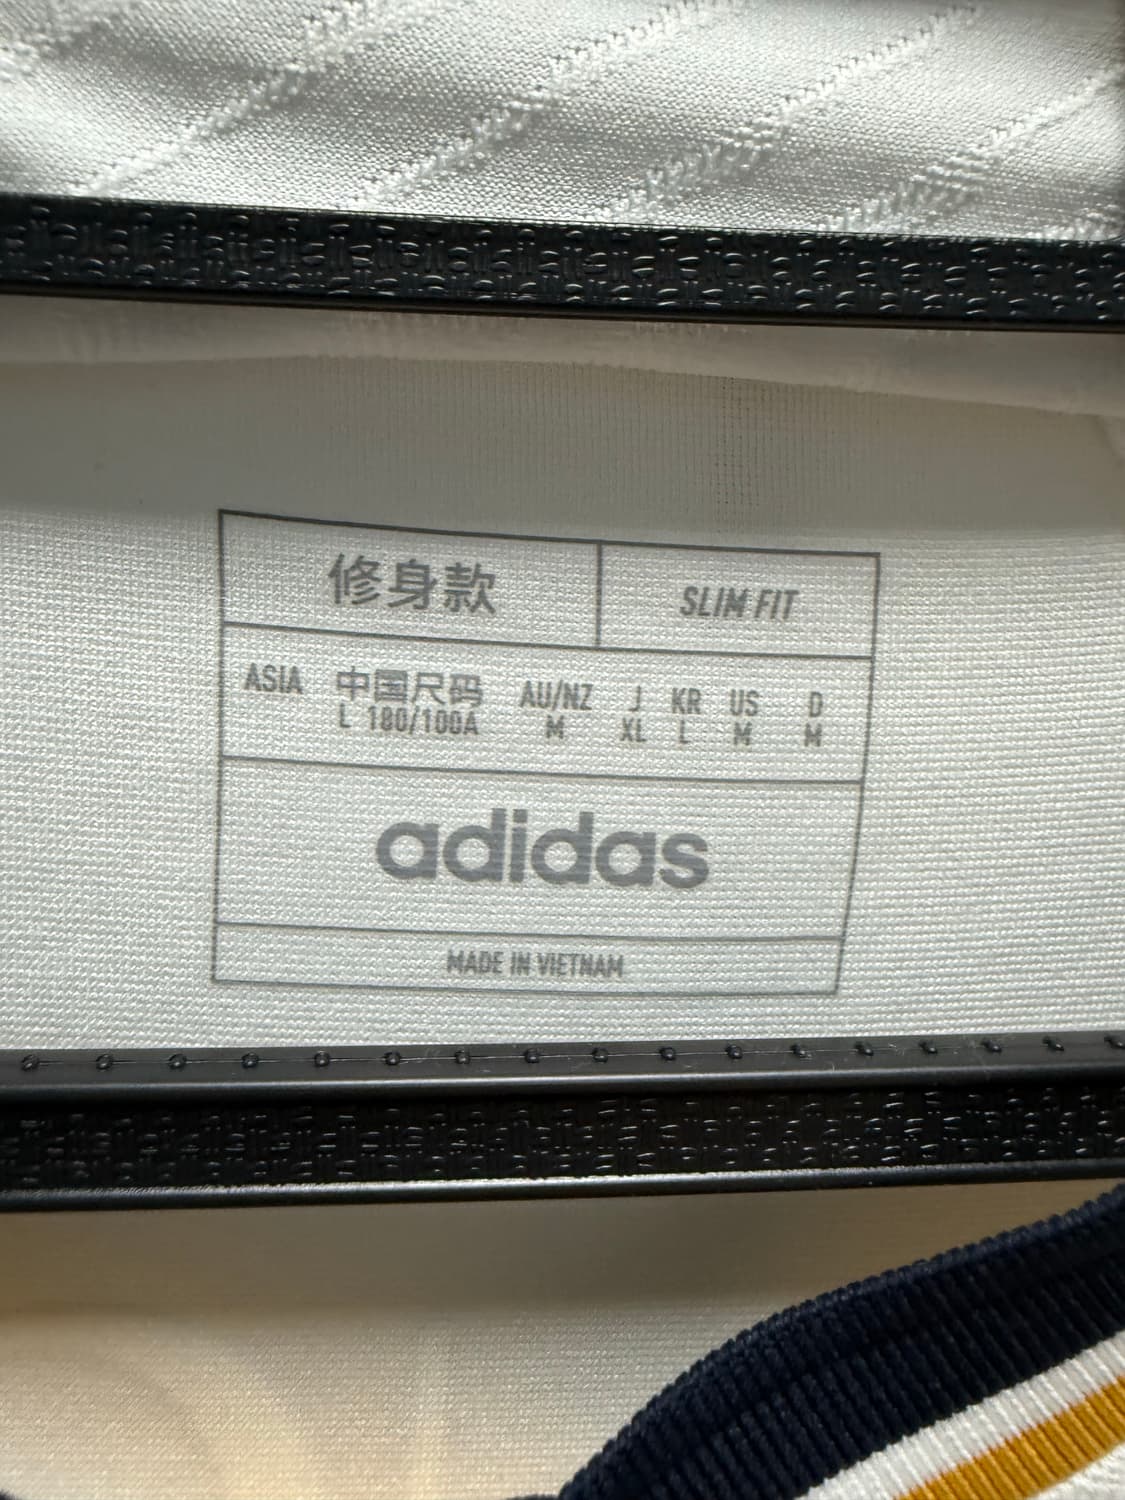 修身款 SLIM FIT
ASIA 中国尺码 AU/NZ J KR US D
L 180/100A M XL L M M
adidas
MADE IN VIETNAM